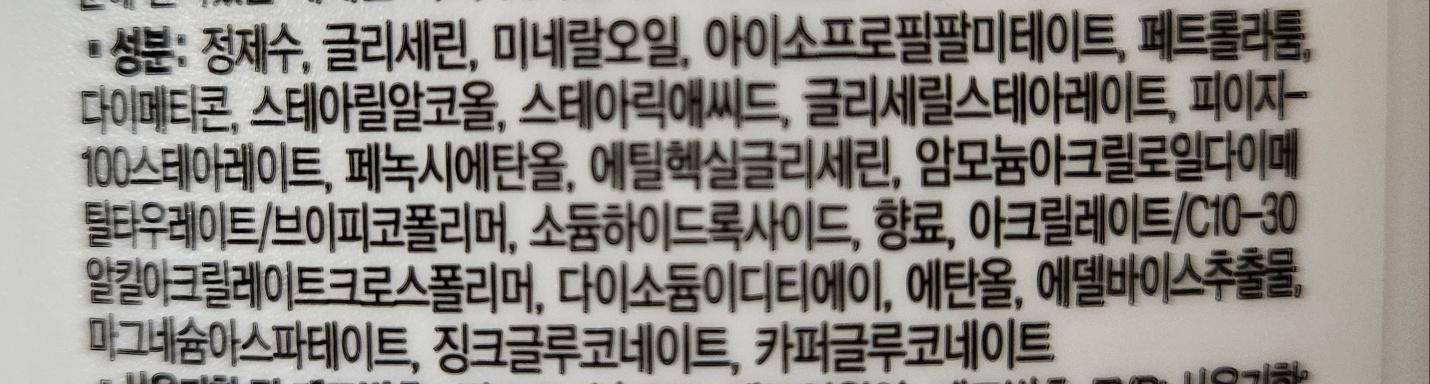 ▪ 성분: 정제수, 글리세린, 미네랄오일, 아이소프로필팔미테이트, 페트롤라툼,
다이메티콘, 스테아릴알코올, 스테아릭애씨드, 글리세릴스테아레이트, 피이지-
100스테아레이트, 페녹시에탄올, 에틸헥실글리세린, 암모늄아크릴로일다이메
틸타우레이트/브이피코폴리머, 소듐하이드록사이드, 향료, 아크릴레이트/C10-30
알킬아크릴레이트크로스폴리머, 다이소듐이디티에이, 에탄올, 에델바이스추출물,
마그네슘아스파테이트, 징크글루코네이트, 카퍼글루코네이트